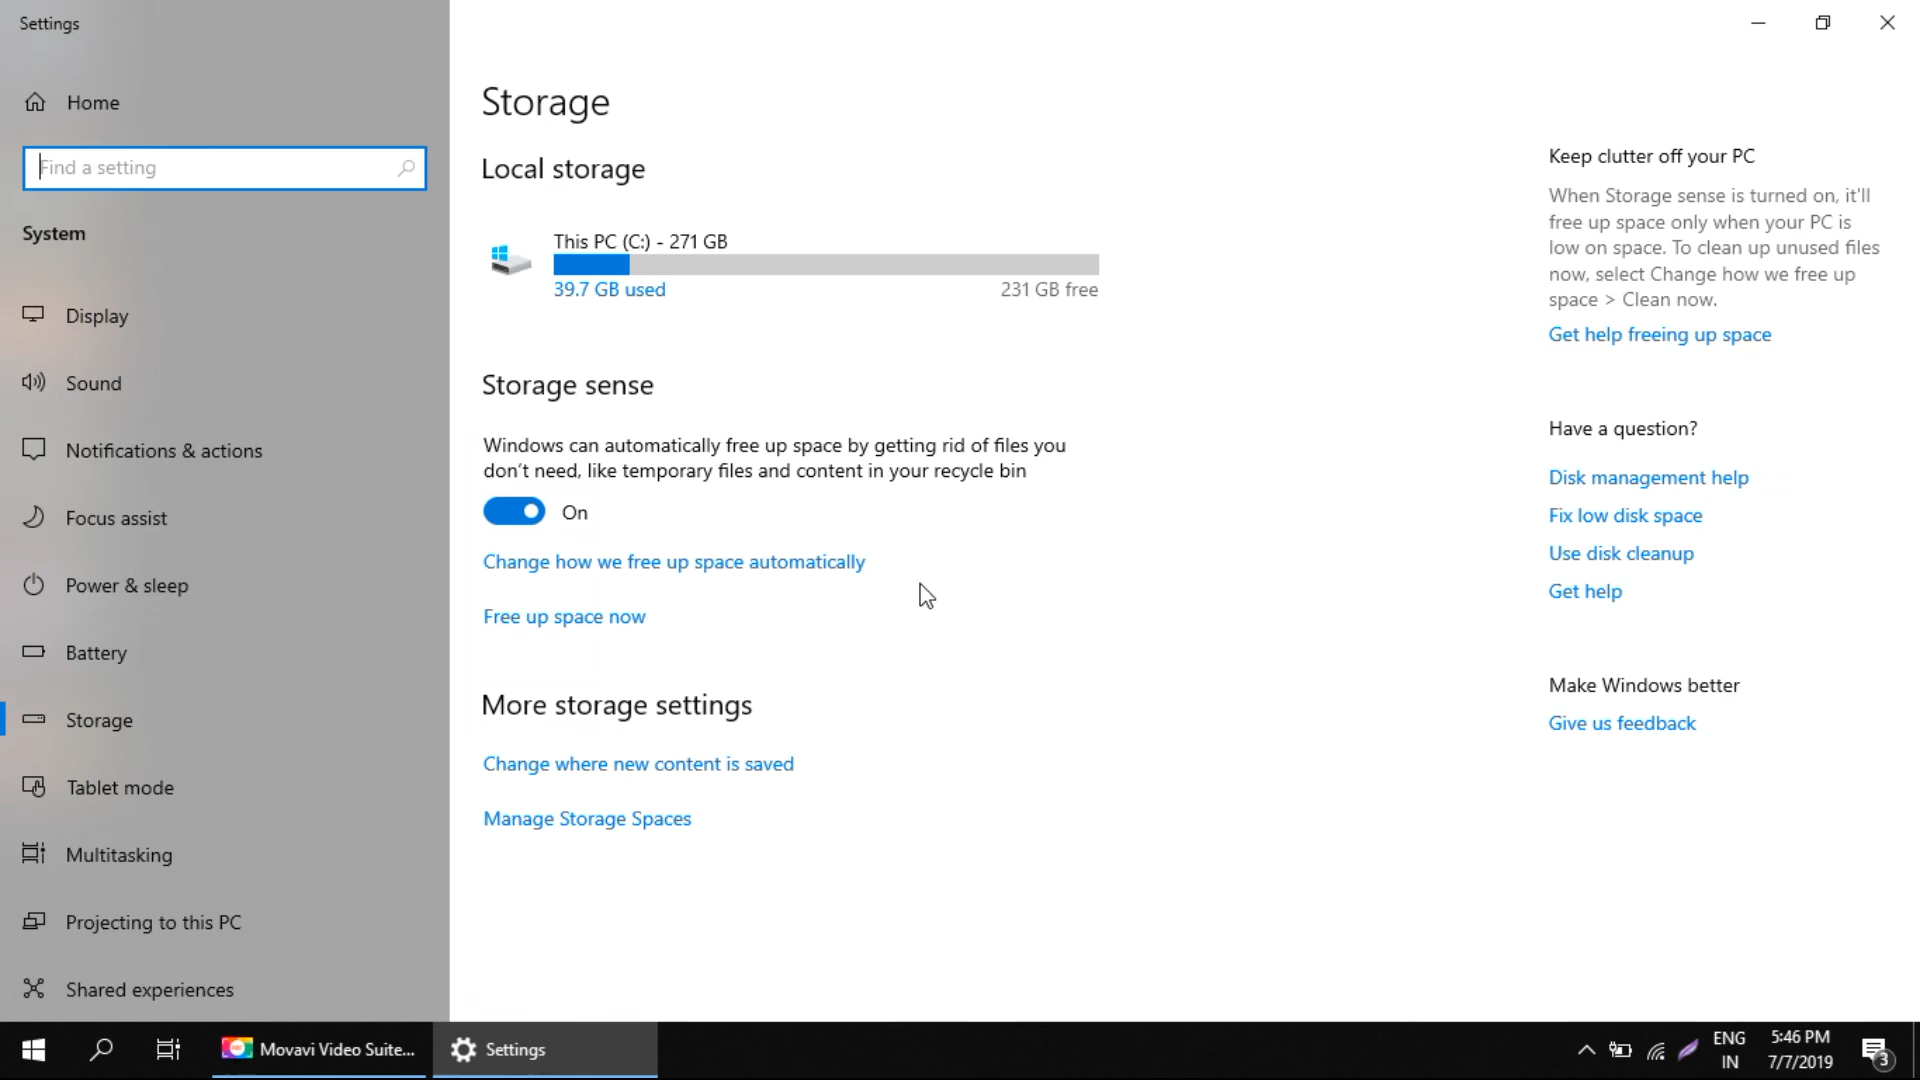 Settings
Home
Find a setting
System
Display
Sound
Notifications & actions
Focus assist
Power & sleep
Battery
Storage
Tablet mode
Multitasking
Projecting to this PC
Shared experiences
Storage
Local storage
This PC (C:) - 271 GB
39.7 GB used
231 GB free
Storage sense
Windows can automatically free up space by getting rid of files you
don't need, like temporary files and content in your recycle bin
On
Change how we free up space automatically
Free up space now
More storage settings
Change where new content is saved
Manage Storage Spaces
Keep clutter off your PC
When Storage sense is turned on, it'll
free up space only when your PC is
low on space. To clean up unused files
now, select Change how we free up
space > Clean now.
Get help freeing up space
Have a question?
Disk management help
Fix low disk space
Use disk cleanup
Get help
Make Windows better
Give us feedback
Movavi Video Suite...
Settings
ENG
IN
5:46 PM
7/7/2019
3